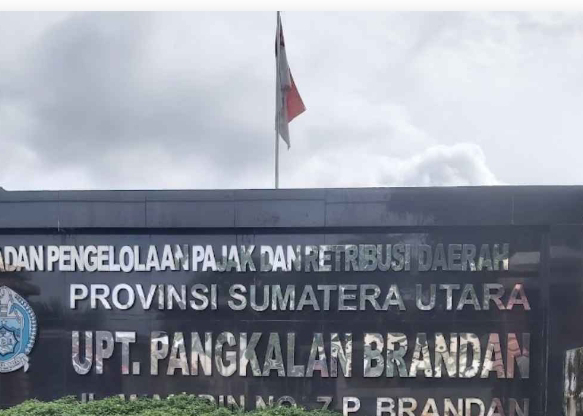 ADAN PENGELOLAAN PAJAK DAN RETRIBUSI DAERAH
PROVINSI SUMATERA UTARA
UPT. PANGKALAN BRANDAN
NO. 7 P. BRANDAN